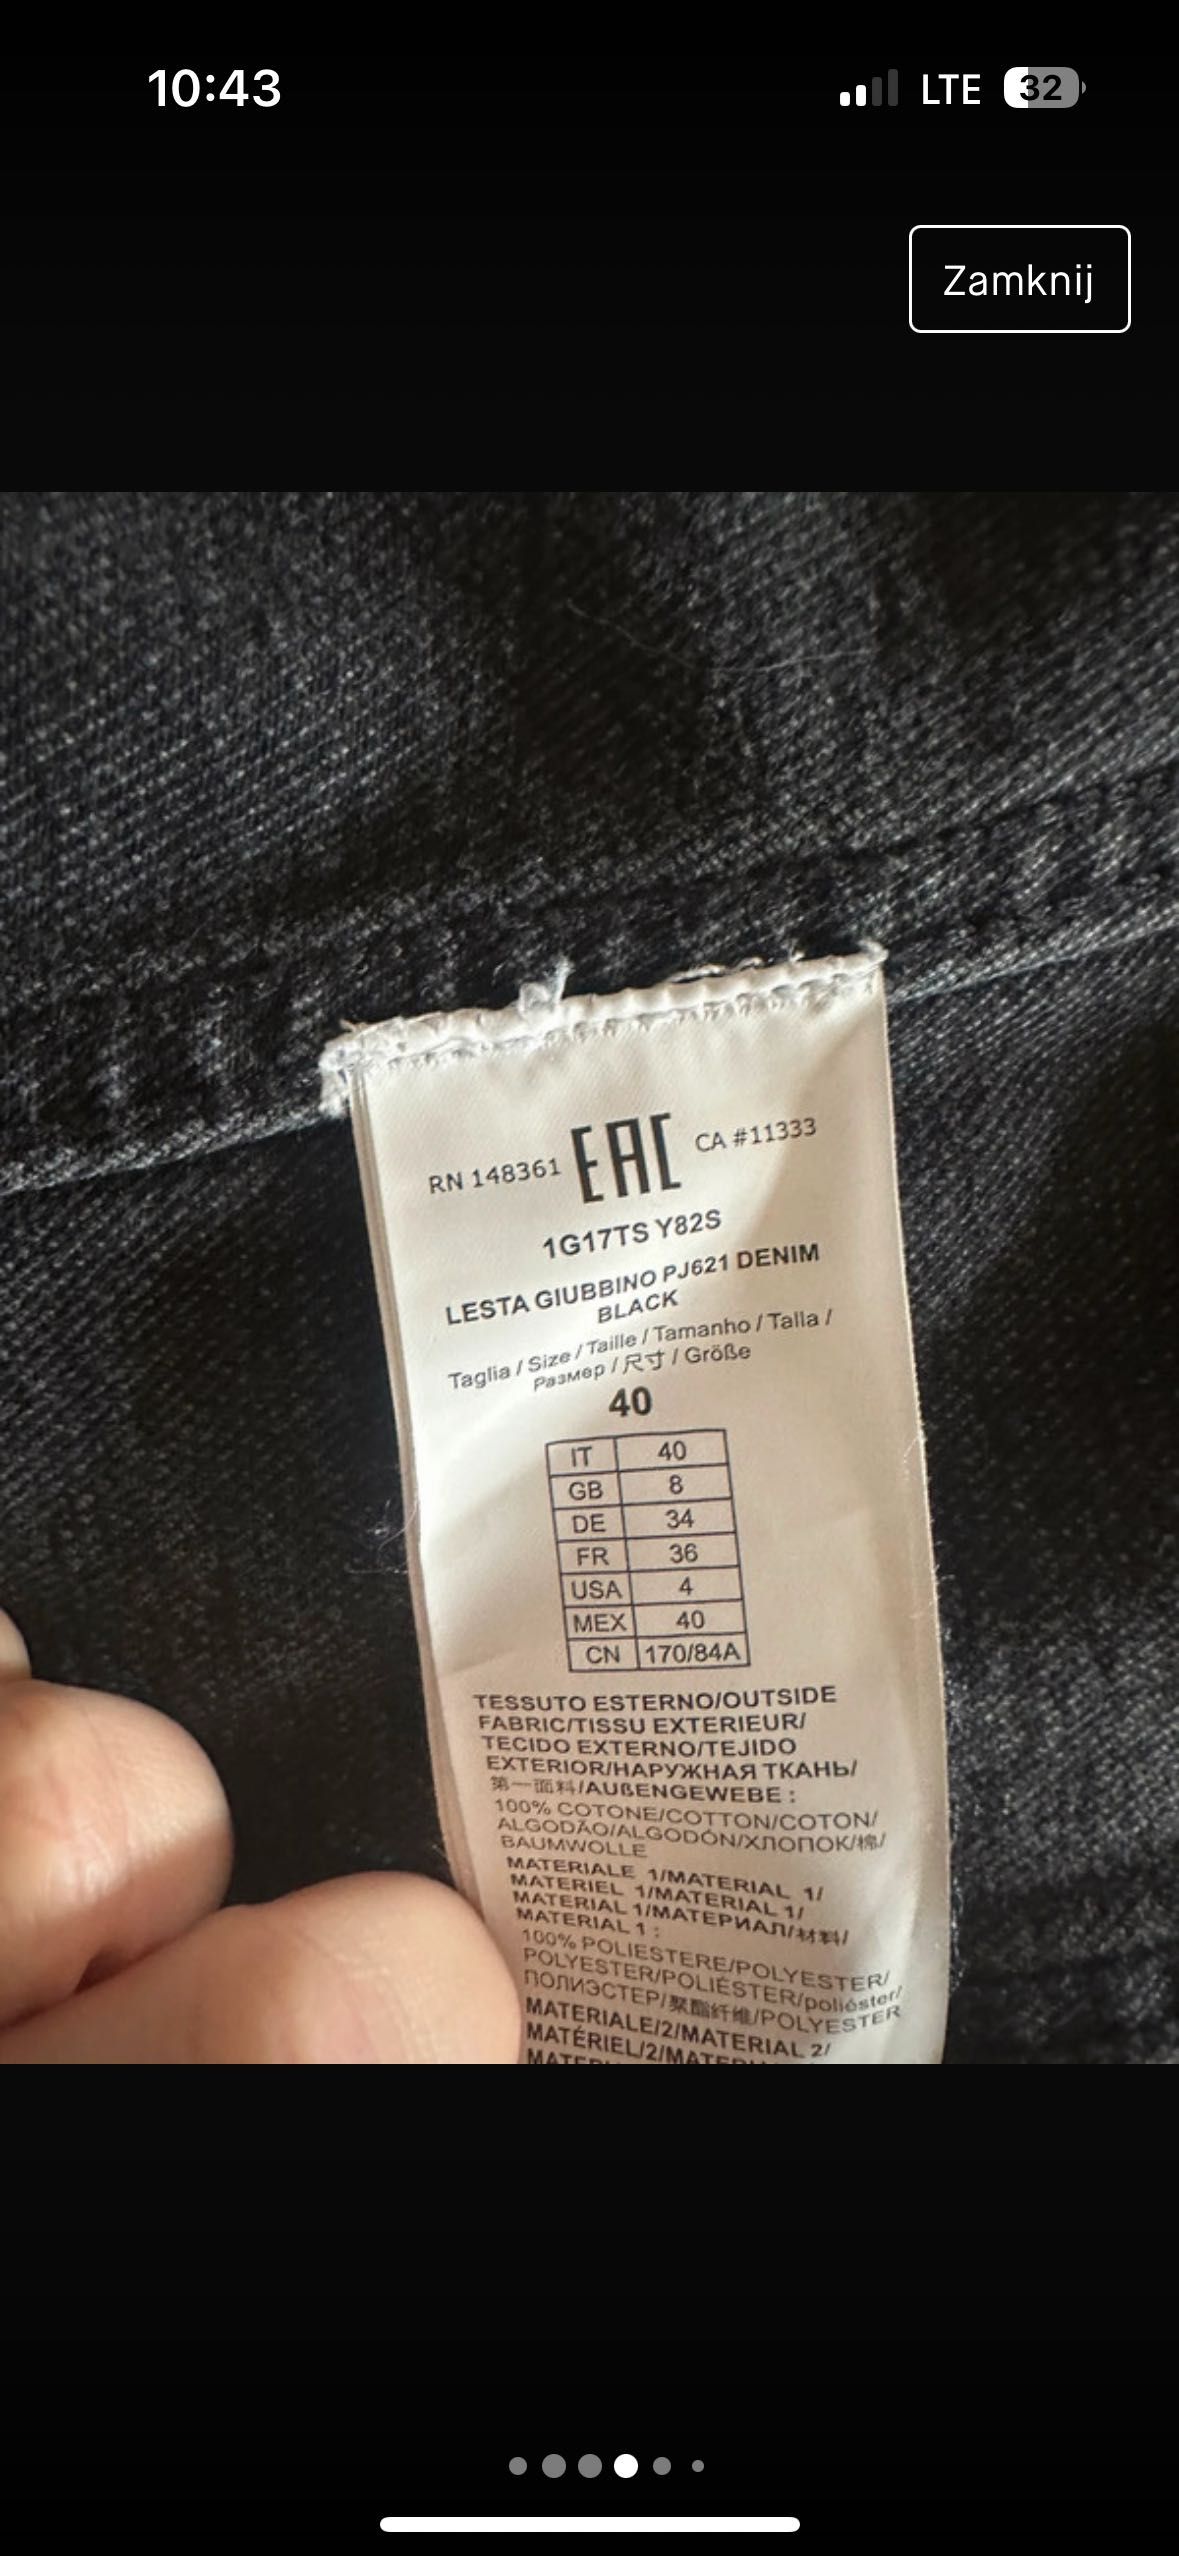 10:43
LTE 32
Zamknij
RN 148361 EAC CA #11333
1G17TS Y82S
LESTA GIUBBINO PJ621 DENIM
BLACK
Taglia / Size / Taille / Tamanho / Talla /
Размер / 尺寸 / Größe
40
IT 40
GB 8
DE 34
FR 36
USA 4
MEX 40
CN 170/84A
TESSUTO ESTERNO/OUTSIDE
FABRIC/TISSU EXTERIEUR/
TECIDO EXTERNO/TEJIDO
EXTERIOR/НАРУЖНАЯ ТКАНЬ/
第一面料/AUßENGEWEBE :
100% COTONE/COTTON/COTON/
ALGODÃO/ALGODÓN/ХЛОПОК/棉/
BAUMWOLLE
MATERIALE 1/MATERIAL 1/
MATERIEL 1/MATERIAL 1/
MATERIAL 1/МАТЕРИАЛ/材料/
MATERIAL 1 :
100% POLIESTERE/POLYESTER/
POLYESTER/POLIÉSTER/poliéster/
ПОЛИЭСТЕР/聚酯纤维/POLYESTER
MATERIALE/2/MATERIAL 2/
MATÉRIEL/2/MATERIAL